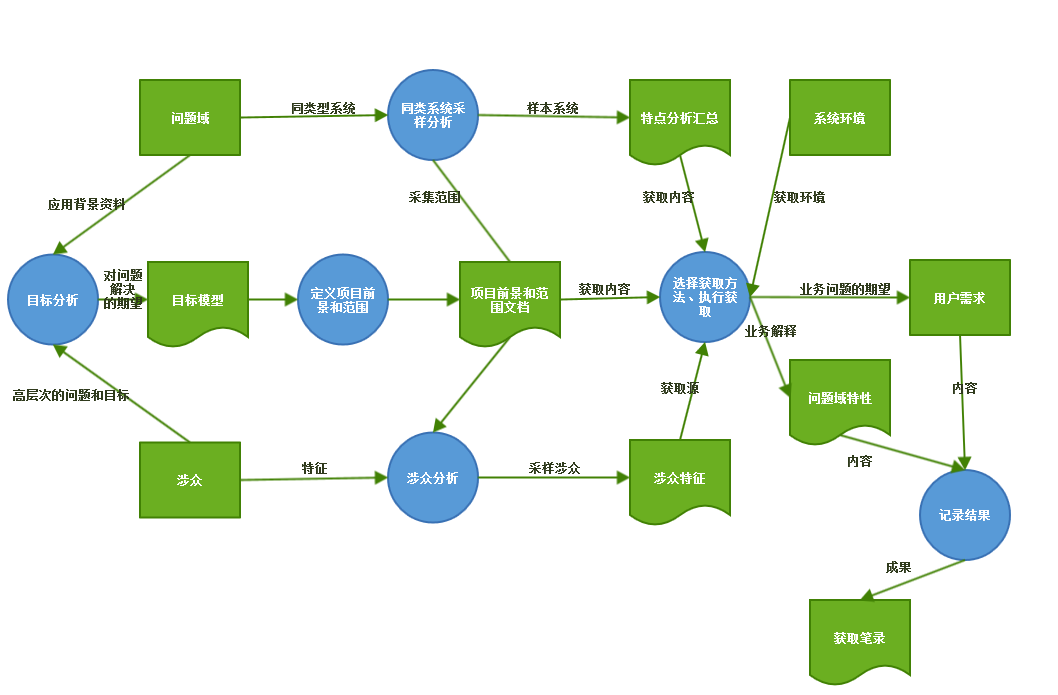 问题域
同类型系统
同类系统采
样分析
样本系统
特点分析汇总
系统环境
应用背景资料
采集范围
获取内容
获取环境
目标分析
对问题
解决
的期望
目标模型
定义项目前
景和范围
项目前景和范
围文档
获取内容
选择获取方
法、执行获
取
业务问题的期望
用户需求
业务解释
高层次的问题和目标
获取源
问题域特性
内容
涉众
特征
涉众分析
采样涉众
涉众特征
内容
记录结果
成果
获取笔录